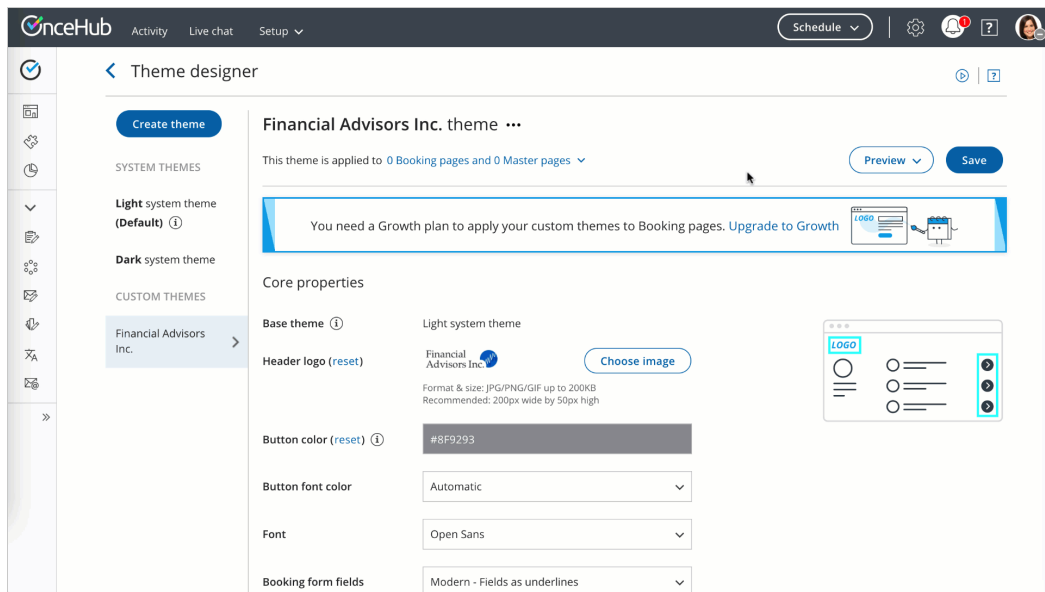 OnceHub Activity Live chat Setup Schedule 1 ?
Theme designer ?
Create theme
SYSTEM THEMES
Light system theme
(Default) i
Dark system theme
CUSTOM THEMES
Financial Advisors
Inc.
Financial Advisors Inc. theme ...
This theme is applied to 0 Booking pages and 0 Master pages
Preview
Save
You need a Growth plan to apply your custom themes to Booking pages. Upgrade to Growth
LOGO
Core properties
Base theme i Light system theme
Header logo (reset)
Financial
Advisors Inc.
Choose image
Format & size: JPG/PNG/GIF up to 200KB
Recommended: 200px wide by 50px high
LOGO
Button color (reset) i #8F9293
Button font color Automatic
Font Open Sans
Booking form fields Modern - Fields as underlines